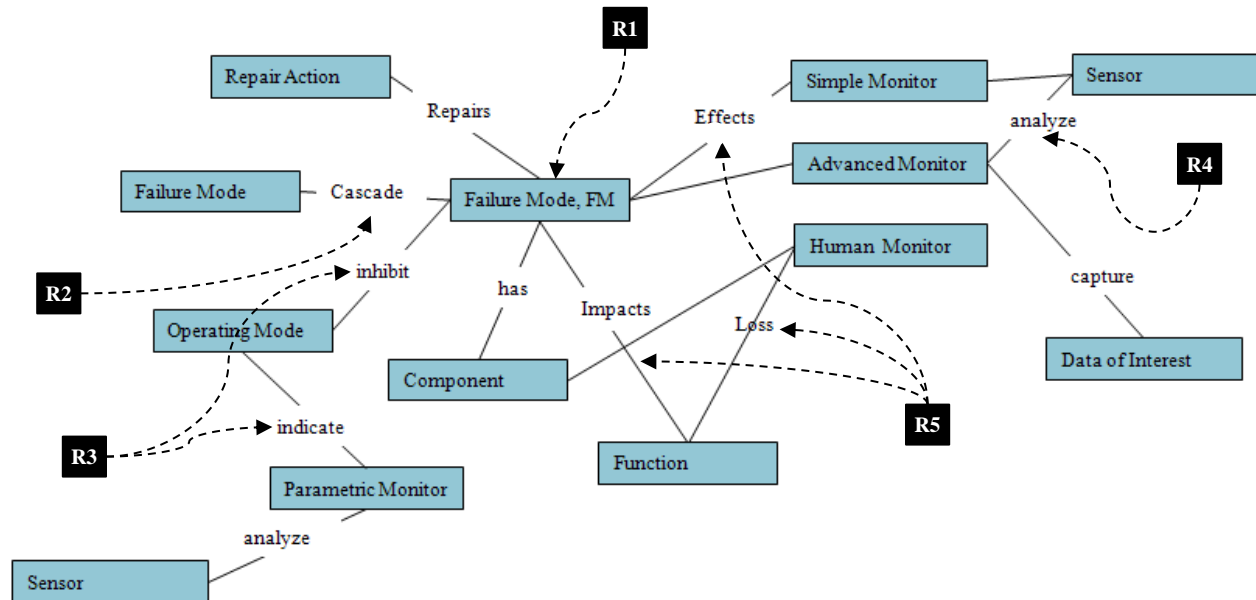 R1
Repair Action
Simple Monitor
Sensor
Repairs
Effects
analyze
Advanced Monitor
R4
Failure Mode
Cascade
Failure Mode, FM
Human Monitor
inhibit
capture
R2
has
Impacts
Operating Mode
Loss
Data of Interest
Component
R5
indicate
R3
Function
Parametric Monitor
analyze
Sensor